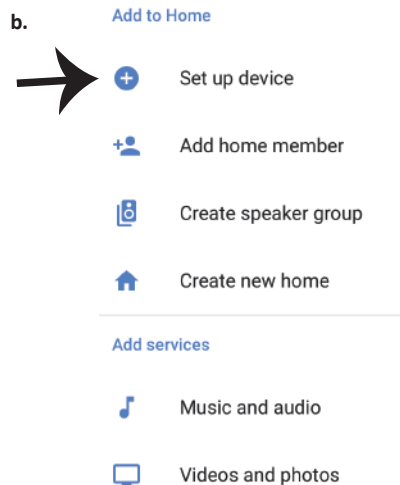 b.
Add to Home
Set up device
Add home member
Create speaker group
Create new home
Add services
Music and audio
Videos and photos